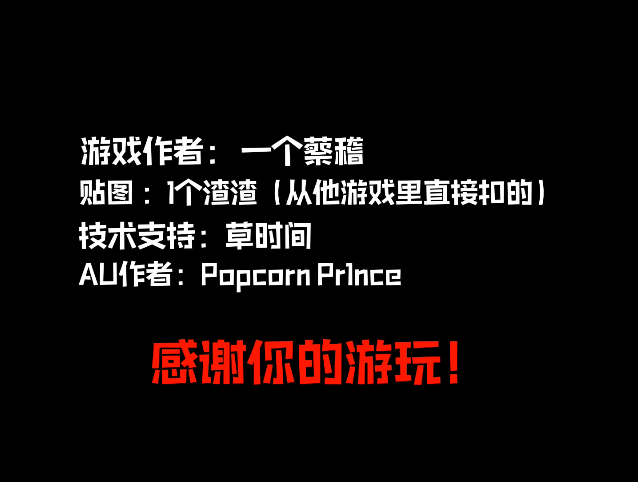 游戏作者： 一个蔡稽
贴图 ：1个渣渣（从他游戏里直接扣的）
技术支持：草时间
AU作者：Popcorn Pr1nce
感谢你的游玩！